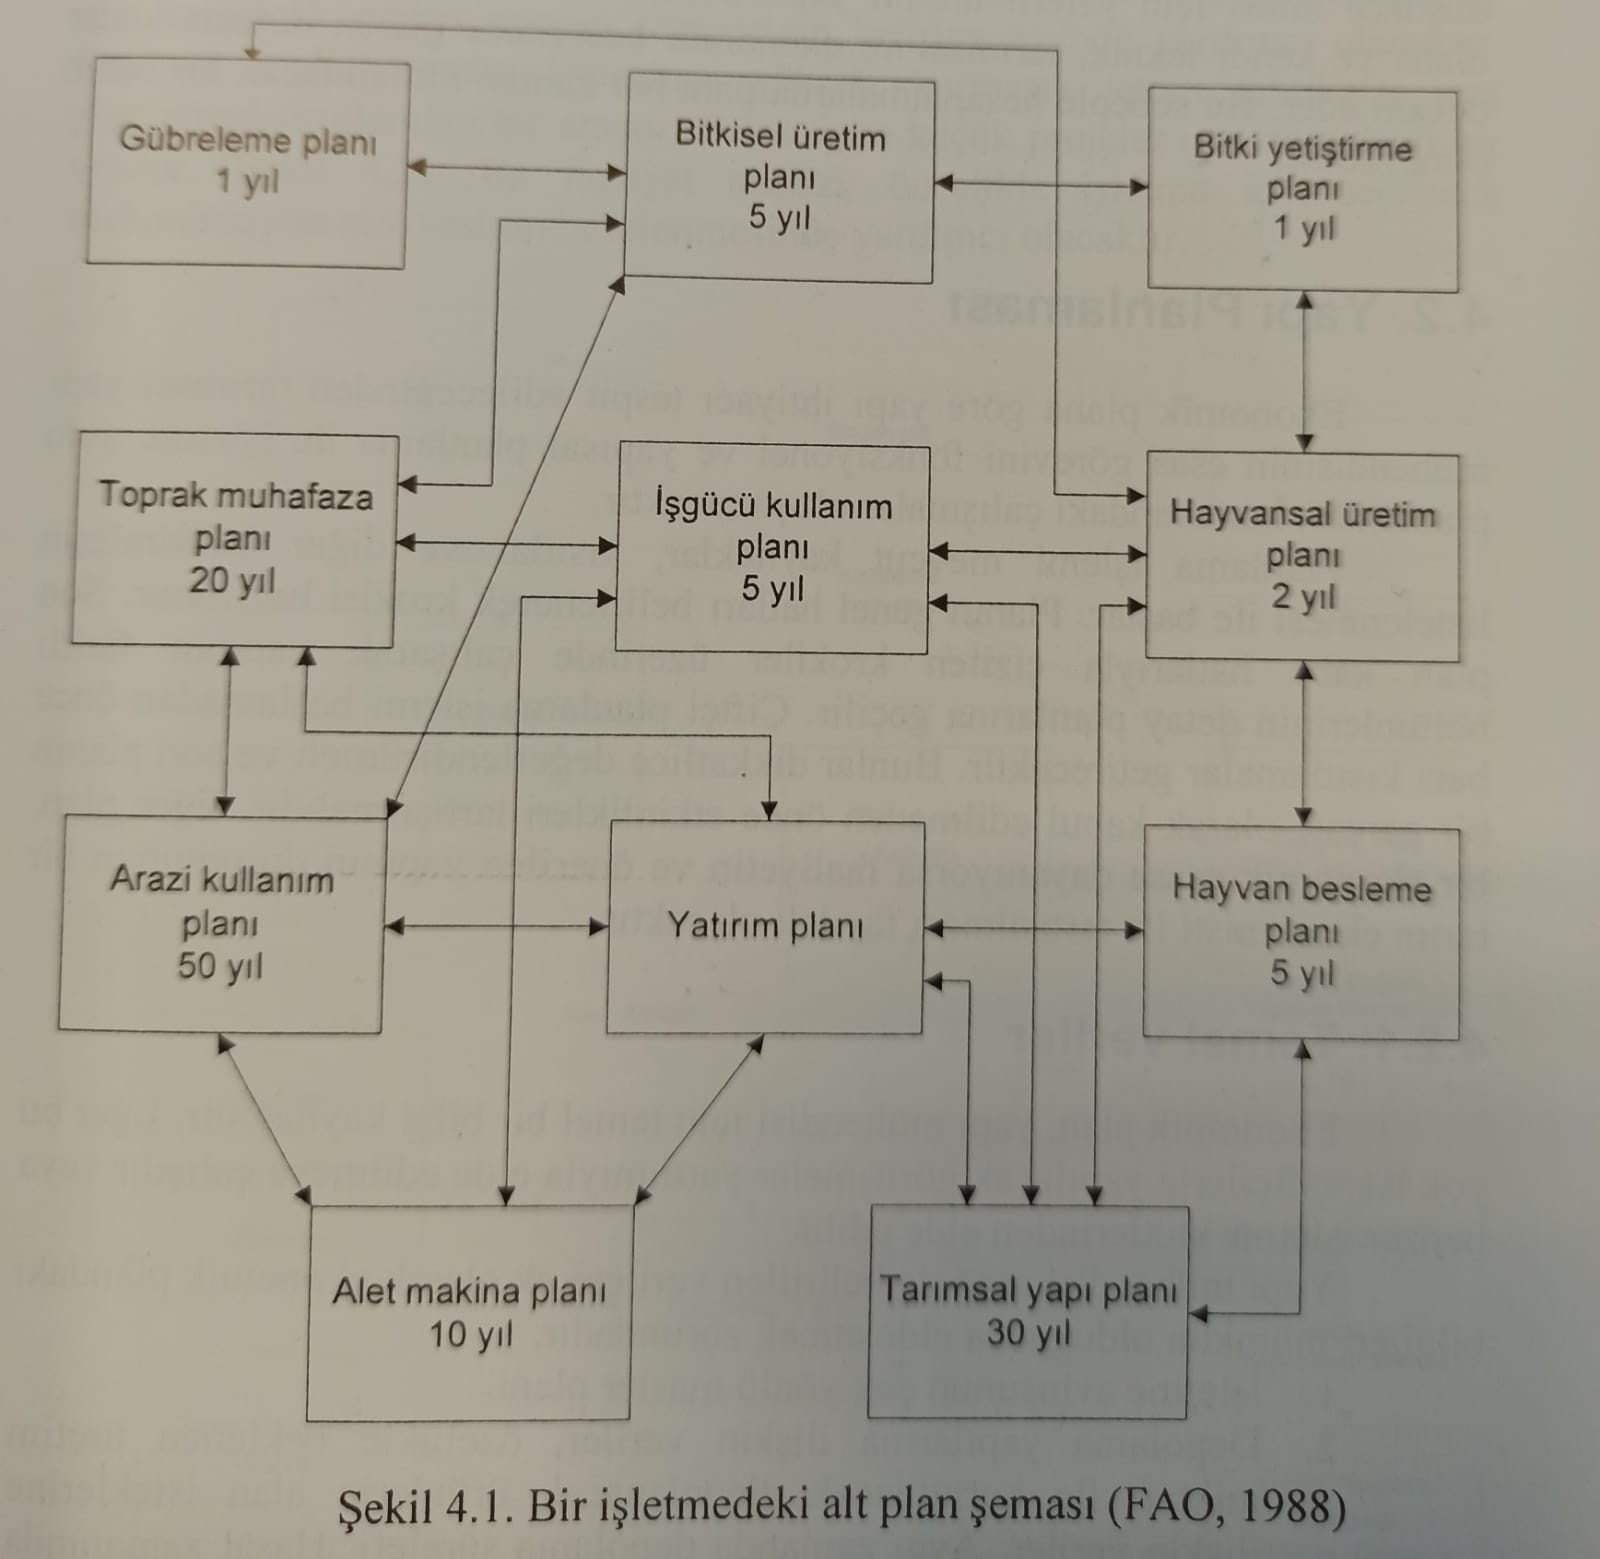 Gübreleme planı
1 yıl
Bitkisel üretim
planı
5 yıl
Bitki yetiştirme
planı
1 yıl
Toprak muhafaza
planı
20 yıl
İşgücü kullanım
planı
5 yıl
Hayvansal üretim
planı
2 yıl
Arazi kullanım
planı
50 yıl
Yatırım planı
Hayvan besleme
planı
5 yıl
Alet makina planı
10 yıl
Tarımsal yapı planı
30 yıl
Şekil 4.1. Bir işletmedeki alt plan şeması (FAO, 1988)